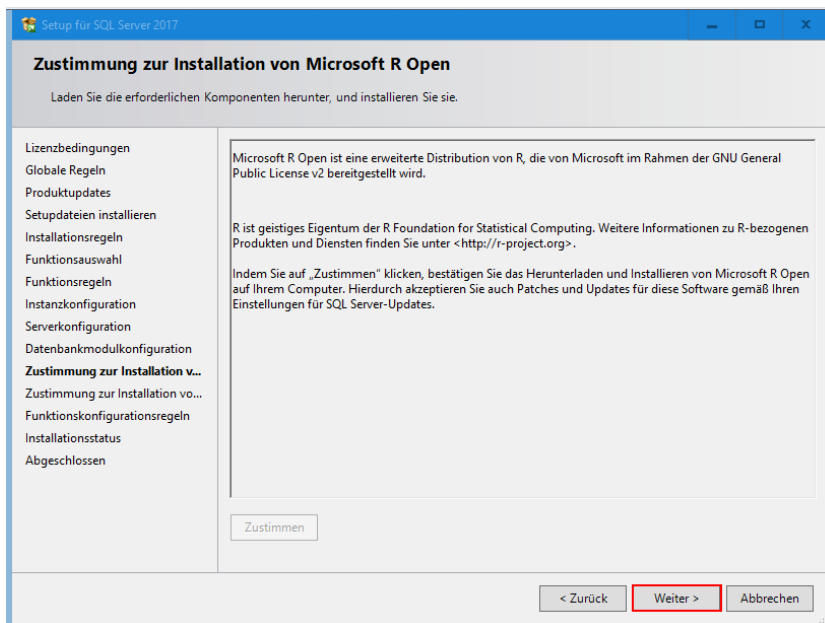 Setup für SQL Server 2017
Zustimmung zur Installation von Microsoft R Open
Laden Sie die erforderlichen Komponenten herunter, und installieren Sie sie.
Lizenzbedingungen
Globale Regeln
Produktupdates
Setupdateien installieren
Installationsregeln
Funktionsauswahl
Funktionsregeln
Instanzkonfiguration
Serverkonfiguration
Datenbankmodulkonfiguration
Zustimmung zur Installation v...
Zustimmung zur Installation vo...
Funktionskonfigurationsregeln
Installationsstatus
Abgeschlossen
Microsoft R Open ist eine erweiterte Distribution von R, die von Microsoft im Rahmen der GNU General
Public License v2 bereitgestellt wird.
R ist geistiges Eigentum der R Foundation for Statistical Computing. Weitere Informationen zu R-bezogenen
Produkten und Diensten finden Sie unter <http://r-project.org>.
Indem Sie auf „Zustimmen" klicken, bestätigen Sie das Herunterladen und Installieren von Microsoft R Open
auf Ihrem Computer. Hierdurch akzeptieren Sie auch Patches und Updates für diese Software gemäß Ihren
Einstellungen für SQL Server-Updates.
Zustimmen
< Zurück
Weiter >
Abbrechen